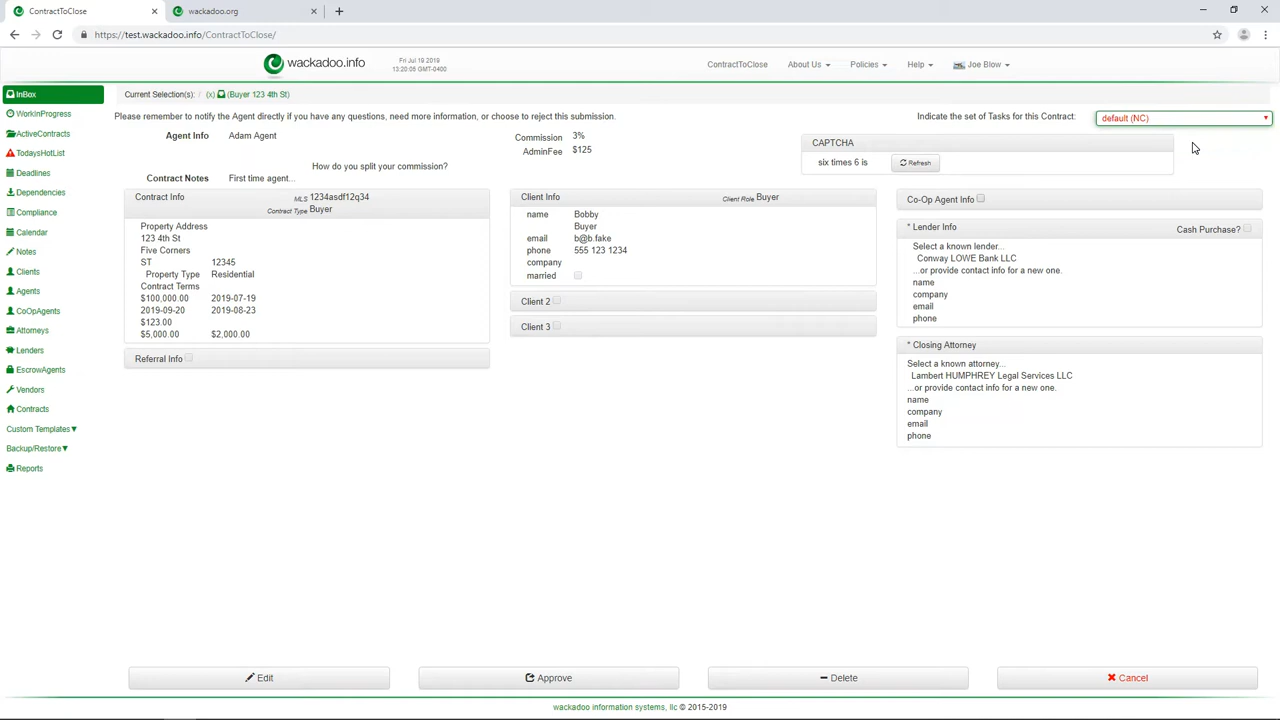 ContractToClose
wackadoo.org
https://test.wackadoo.info/ContractToClose/
wackadoo.info
Fri Jul 19 2019
13:20:06 GMT-0400
ContractToClose
About Us
Policies
Help
Joe Blow
InBox
WorkInProgress
ActiveContracts
TodaysHotList
Deadlines
Dependencies
Compliance
Calendar
Notes
Clients
Agents
CoOpAgents
Attorneys
Lenders
EscrowAgents
Vendors
Contracts
Custom Templates▼
Backup/Restore▼
Reports
Current Selection(s): / (x) (Buyer 123 4th St)
Please remember to notify the Agent directly if you have any questions, need more information, or choose to reject this submission.
Indicate the set of Tasks for this Contract:
default (NC)
Agent Info Adam Agent
Commission 3%
AdminFee $125
How do you split your commission?
Contract Notes First time agent...
CAPTCHA
six times 6 is
Refresh
Contract Info MLS 1234asdf12q34
Contract Type Buyer
Property Address
123 4th St
Five Corners
ST 12345
Property Type Residential
Contract Terms
$100,000.00 2019-07-19
2019-09-20 2019-08-23
$123.00
$5,000.00 $2,000.00
Referral Info
Client Info Client Role Buyer
name Bobby
Buyer
email b@b.fake
phone 555 123 1234
company
married
Client 2
Client 3
Co-Op Agent Info
* Lender Info
Cash Purchase?
Select a known lender...
Conway LOWE Bank LLC
...or provide contact info for a new one.
name
company
email
phone
* Closing Attorney
Select a known attorney...
Lambert HUMPHREY Legal Services LLC
...or provide contact info for a new one.
name
company
email
phone
Edit
Approve
Delete
Cancel
wackadoo information systems, llc © 2015-2019